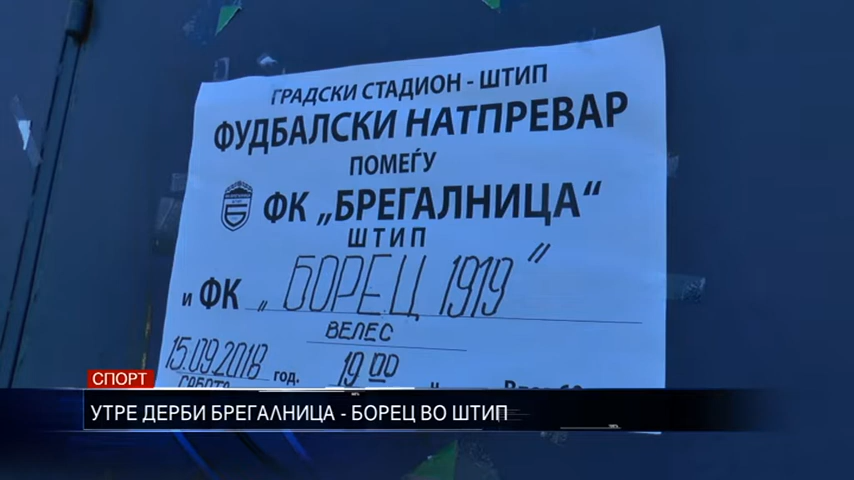 ГРАДСКИ СТАДИОН - ШТИП
ФУДБАЛСКИ НАТПРЕВАР
ПОМЕЃУ
ФК „БРЕГАЛНИЦА“
ШТИП
и ФК „БОРЕЦ 1919"
ВЕЛЕС
15.09.2018 год. 19 00
САБОТА
СПОРТ
УТРЕ ДЕРБИ БРЕГАЛНИЦА - БОРЕЦ ВО ШТИП